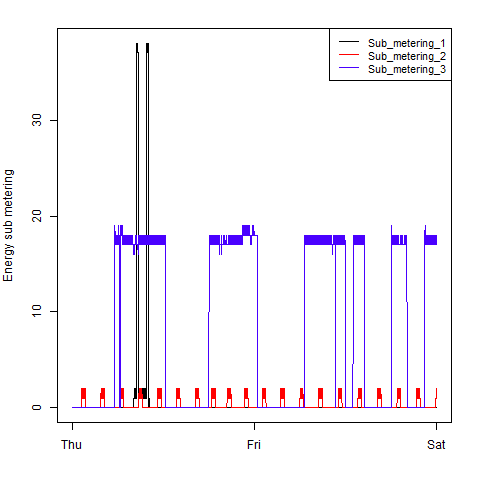 Sub_metering_1
Sub_metering_2
Sub_metering_3
Energy sub metering
30
20
10
0
Thu
Fri
Sat